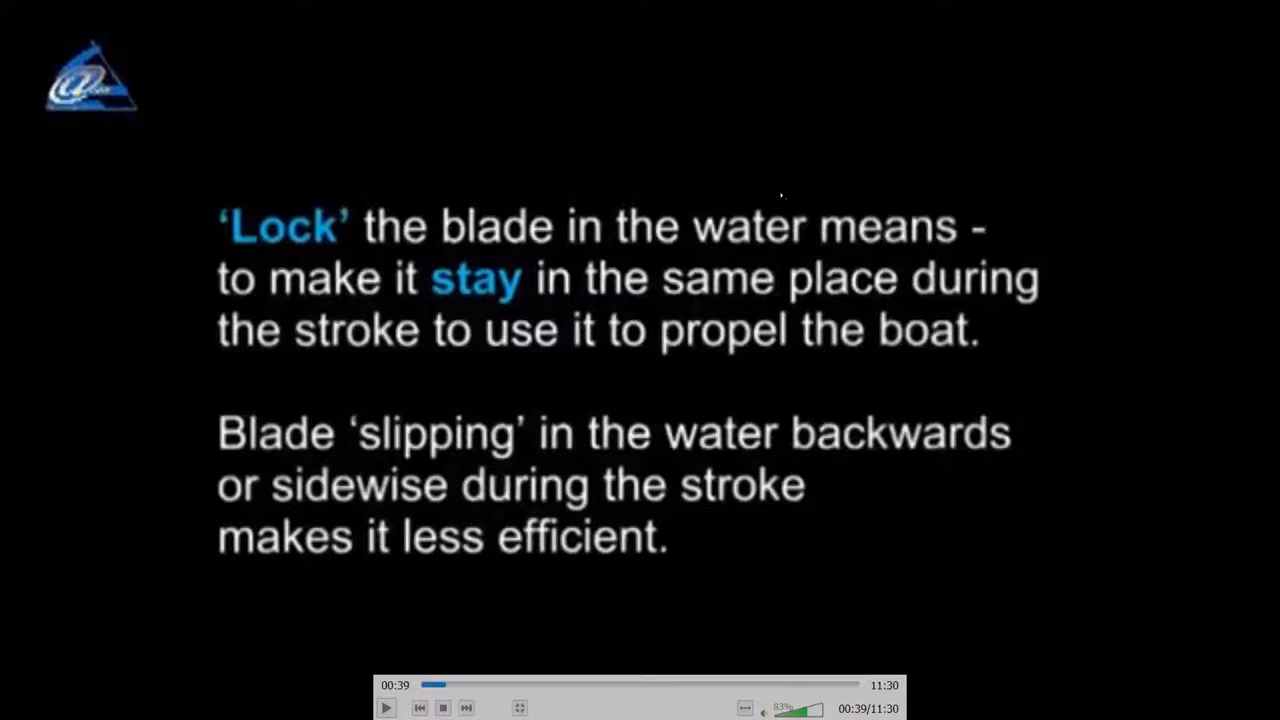 ‘Lock’ the blade in the water means -
to make it stay in the same place during
the stroke to use it to propel the boat.
Blade ‘slipping’ in the water backwards
or sidewise during the stroke
makes it less efficient.
00:39
11:30
83%
00:39/11:30